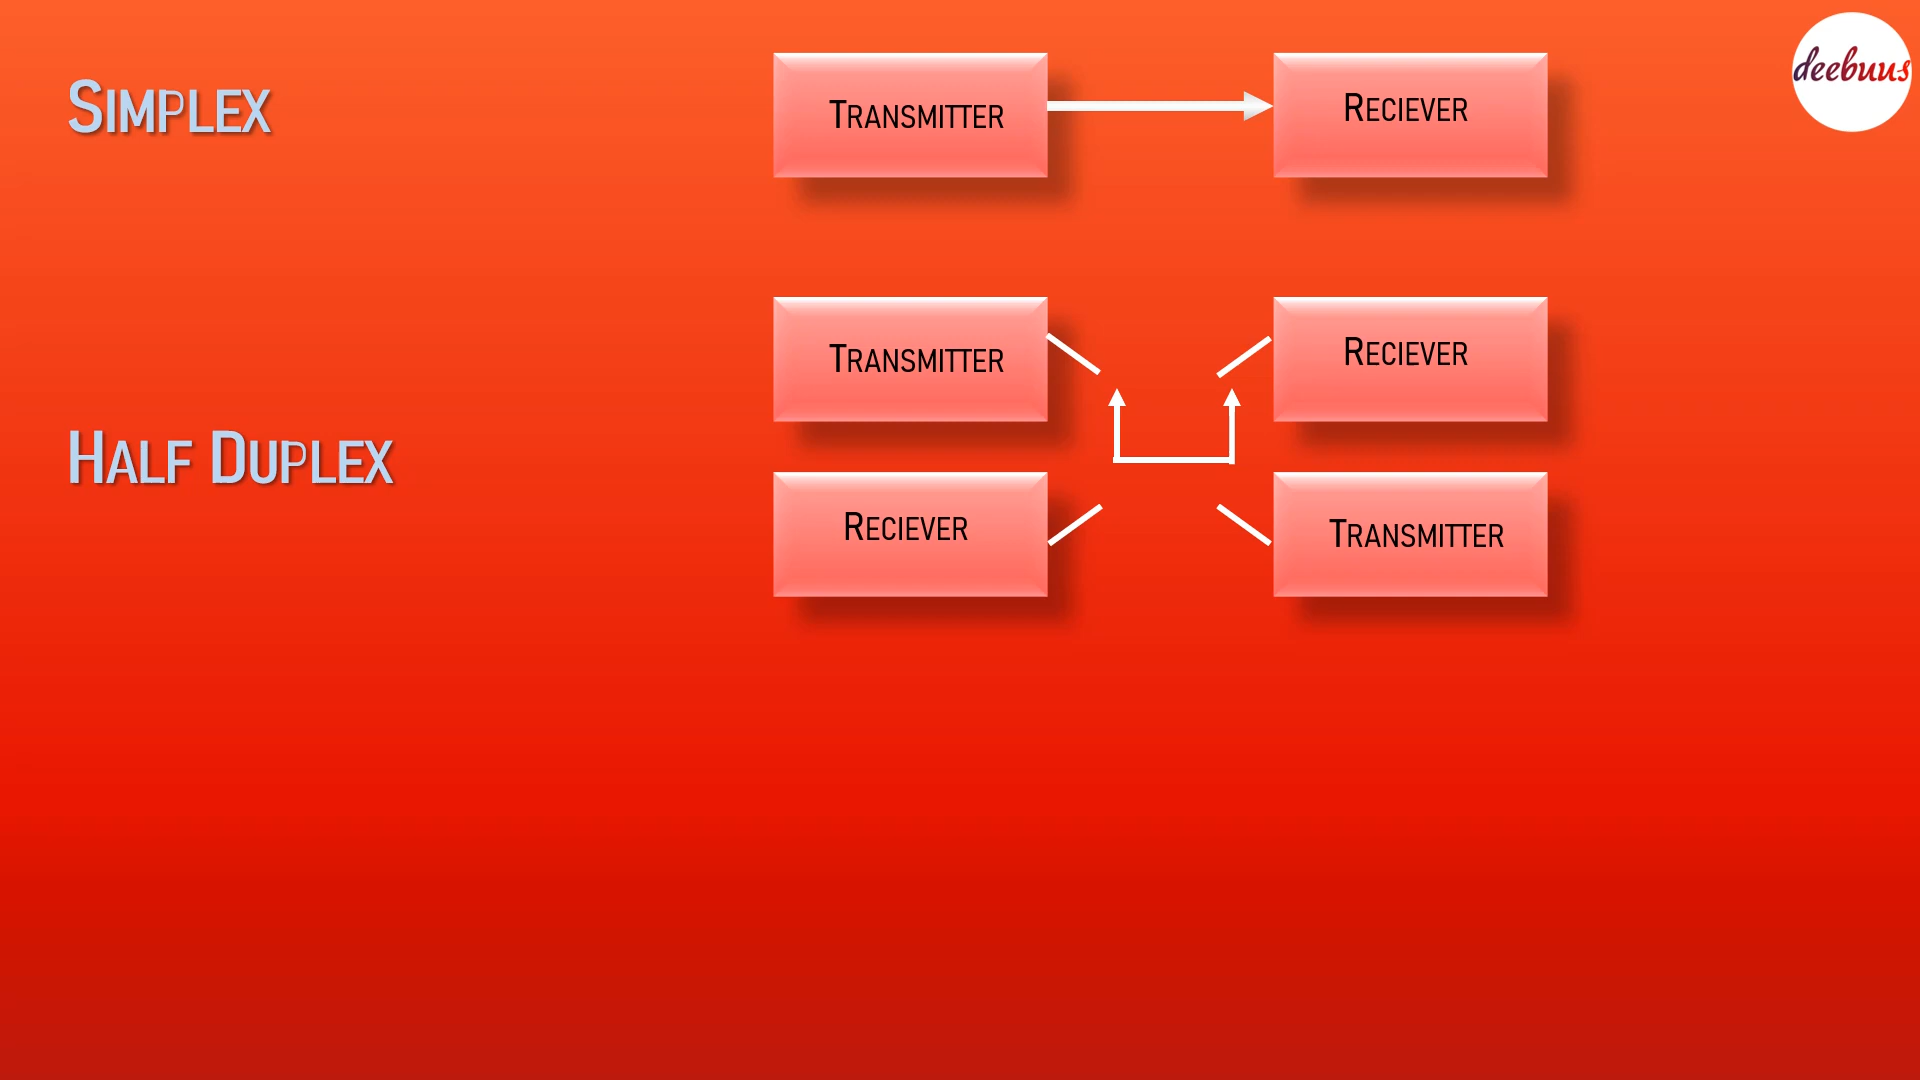 SIMPLEX
TRANSMITTER
RECIEVER
deebuus
TRANSMITTER
RECIEVER
HALF DUPLEX
RECIEVER
TRANSMITTER